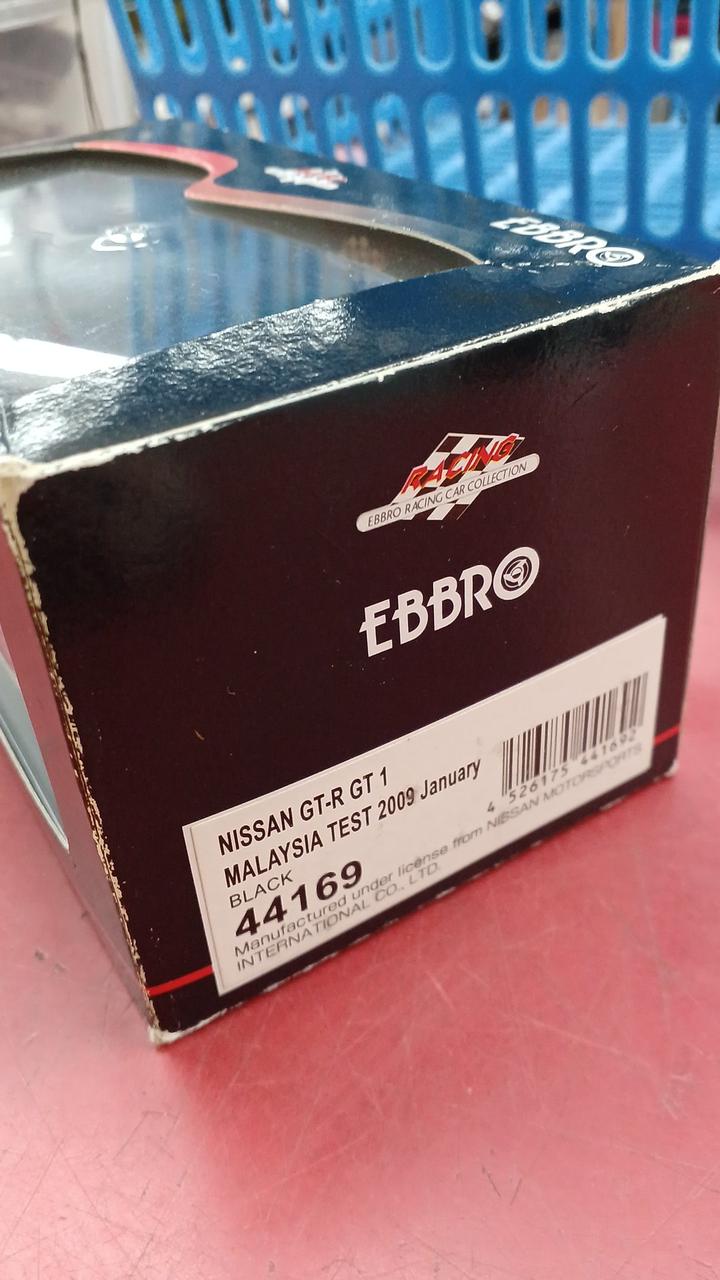 EBBRO
RACING
EBBRO RACING CAR COLLECTION
EBBRO
NISSAN GT-R GT 1
MALAYSIA TEST 2009 January
BLACK
44169
4 526175 441692
Manufactured under license from NISSAN MOTORSPORTS
INTERNATIONAL CO., LTD.